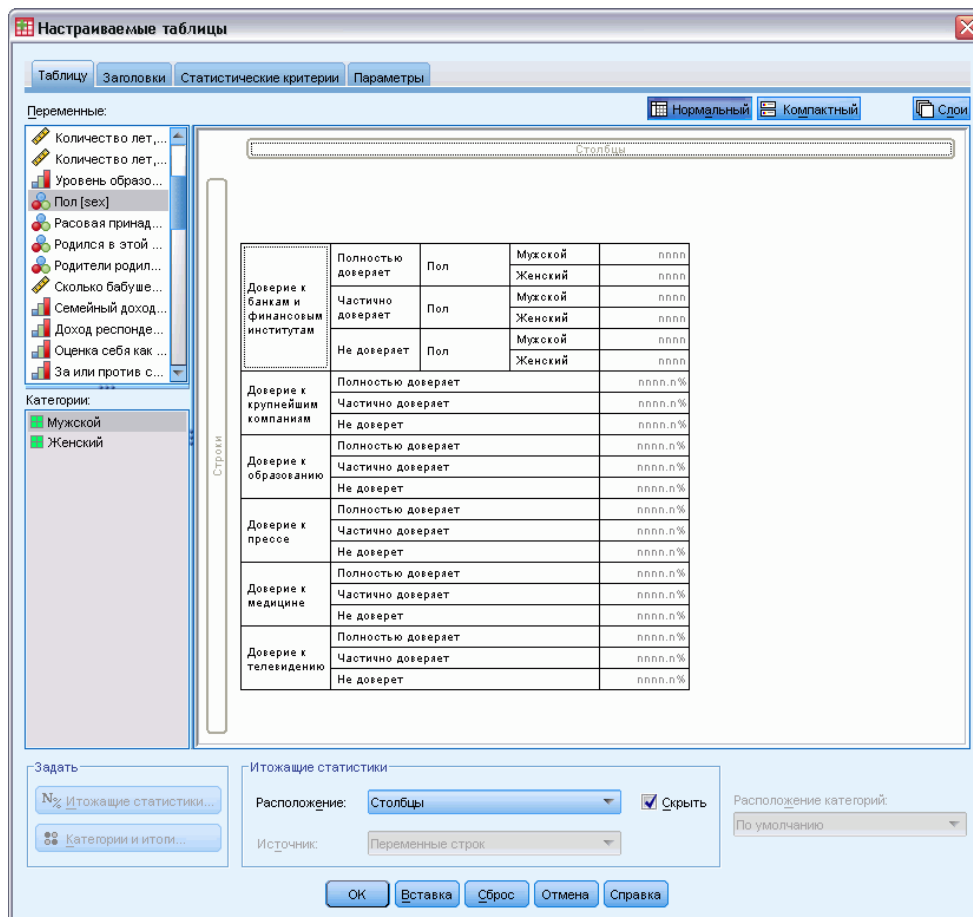 Настраиваемые таблицы
Таблицу Заголовки Статистические критерии Параметры
Переменные:
Нормальный Компактный Слои
Количество лет,...
Количество лет,...
Уровень образо...
Пол [sex]
Расовая принад...
Родился в этой ...
Родители родил...
Сколько бабуше...
Семейный доход...
Доход респонде...
Оценка себя как ...
За или против с...
Категории:
Мужской
Женский
Столбцы
Строки
Доверие к
банкам и
финансовым
институтам
Полностью
доверяет
Пол
Мужской nnnn
Женский nnnn
Частично
доверяет
Пол
Мужской nnnn
Женский nnnn
Не доверяет
Пол
Мужской nnnn
Женский nnnn
Доверие к
крупнейшим
компаниям
Полностью доверяет nnnn.n%
Частично доверяет nnnn.n%
Не доверет nnnn.n%
Доверие к
образованию
Полностью доверяет nnnn.n%
Частично доверяет nnnn.n%
Не доверет nnnn.n%
Доверие к
прессе
Полностью доверяет nnnn.n%
Частично доверяет nnnn.n%
Не доверет nnnn.n%
Доверие к
медицине
Полностью доверяет nnnn.n%
Частично доверяет nnnn.n%
Не доверет nnnn.n%
Доверие к
телевидению
Полностью доверяет nnnn.n%
Частично доверяет nnnn.n%
Не доверет nnnn.n%
Задать
N% Итожащие статистики...
Категории и итоги...
Итожащие статистики
Расположение: Столбцы Скрыть
Источник: Переменные строк
Расположение категорий:
По умолчанию
OK Вставка Сброс Отмена Справка